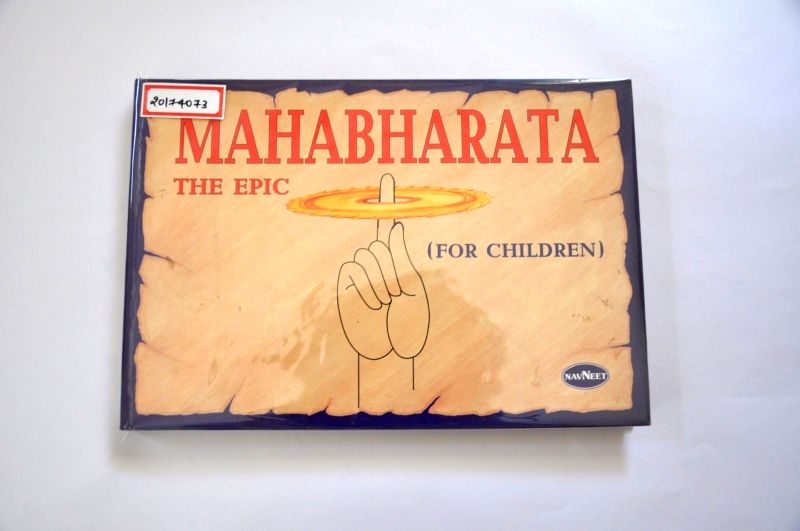 20174073
MAHABHARATA
THE EPIC
(FOR CHILDREN)
NAVNEET